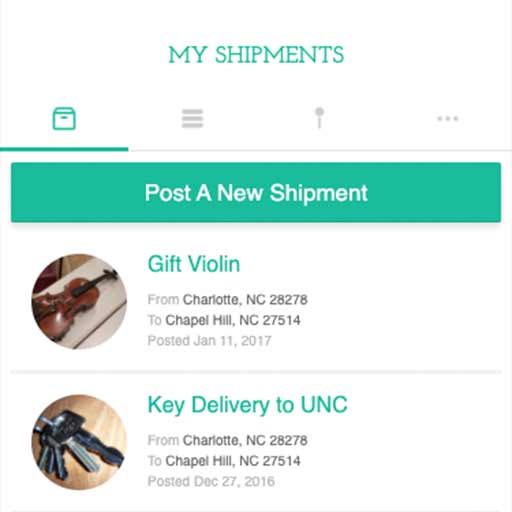 MY SHIPMENTS
Post A New Shipment
Gift Violin
From Charlotte, NC 28278
To Chapel Hill, NC 27514
Posted Jan 11, 2017
Key Delivery to UNC
From Charlotte, NC 28278
To Chapel Hill, NC 27514
Posted Dec 27, 2016